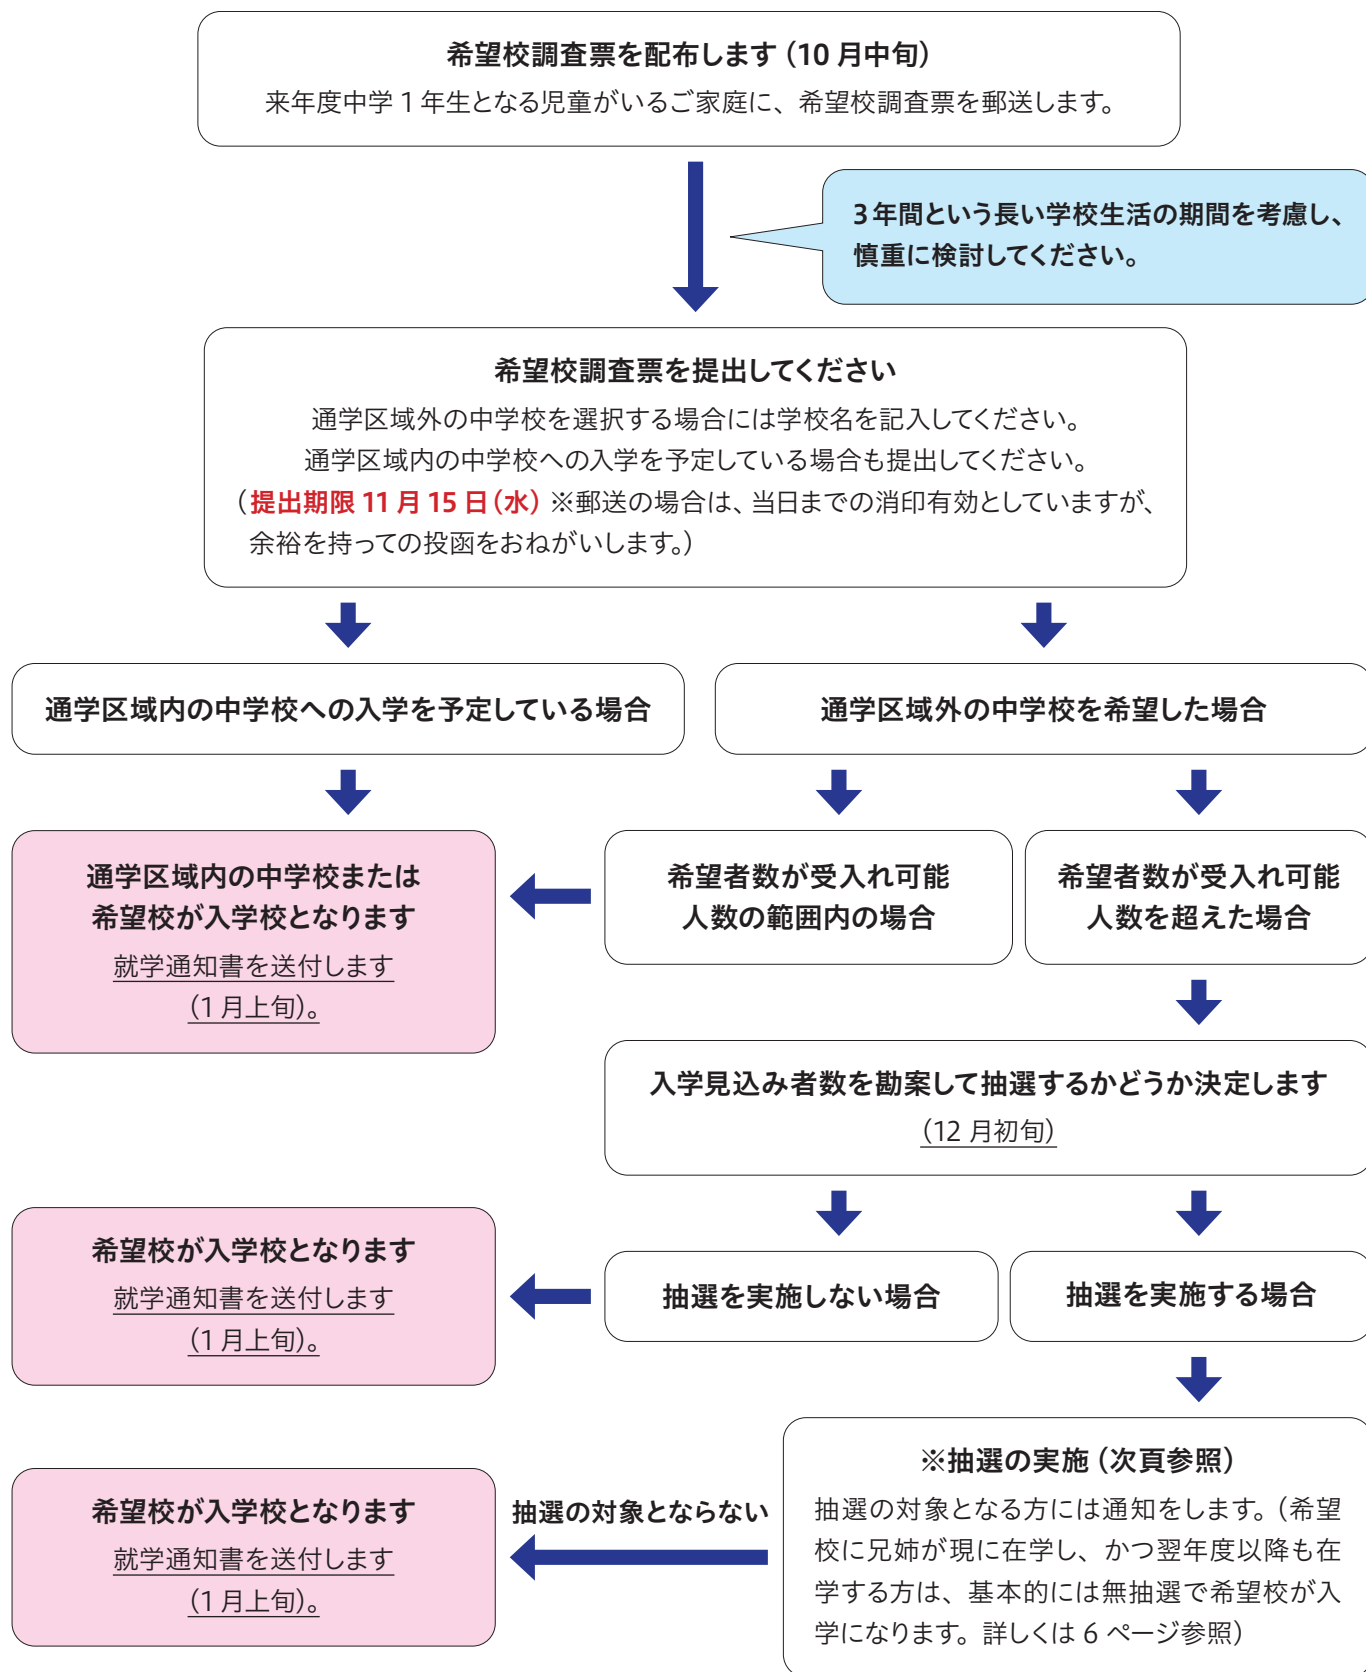 希望校調査票を配布します（10 月中旬）
来年度中学 1 年生となる児童がいるご家庭に、希望校調査票を郵送します。
3 年間という長い学校生活の期間を考慮し、
慎重に検討してください。
希望校調査票を提出してください
通学区域外の中学校を選択する場合には学校名を記入してください。
通学区域内の中学校への入学を予定している場合も提出してください。
（提出期限 11 月 15 日（水）※郵送の場合は、当日までの消印有効としていますが、
余裕を持っての投函をおねがいします。）
通学区域内の中学校への入学を予定している場合
通学区域外の中学校を希望した場合
通学区域内の中学校または
希望校が入学校となります
就学通知書を送付します
（1 月上旬）。
希望者数が受入れ可能
人数の範囲内の場合
希望者数が受入れ可能
人数を超えた場合
入学見込み者数を勘案して抽選するかどうか決定します
（12 月初旬）
希望校が入学校となります
就学通知書を送付します
（1 月上旬）。
抽選を実施しない場合
抽選を実施する場合
希望校が入学校となります
就学通知書を送付します
（1 月上旬）。
抽選の対象とならない
※抽選の実施（次頁参照）
抽選の対象となる方には通知をします。（希望
校に兄姉が現に在学し、かつ翌年度以降も在
学する方は、基本的には無抽選で希望校が入
学になります。詳しくは 6 ページ参照）